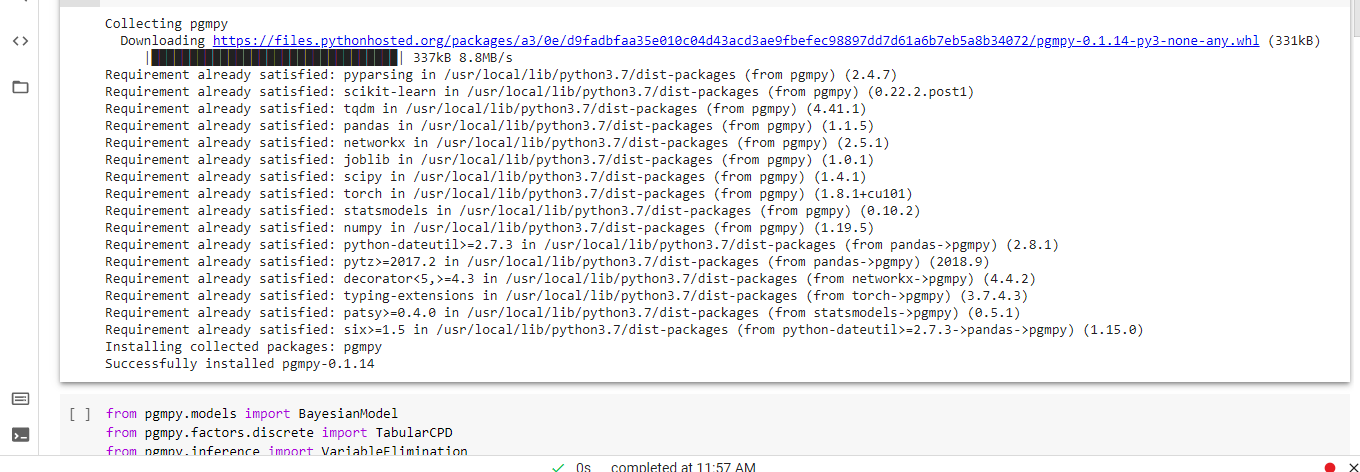 Collecting pgmpy
Downloading https://files.pythonhosted.org/packages/a3/0e/d9fadbfaa35e010c04d43acd3ae9fbefec98897dd7d61a6b7eb5a8b34072/pgmpy-0.1.14-py3-none-any.whl (331kB)
|████████████████████████████████| 337kB 8.8MB/s
Requirement already satisfied: pyparsing in /usr/local/lib/python3.7/dist-packages (from pgmpy) (2.4.7)
Requirement already satisfied: scikit-learn in /usr/local/lib/python3.7/dist-packages (from pgmpy) (0.22.2.post1)
Requirement already satisfied: tqdm in /usr/local/lib/python3.7/dist-packages (from pgmpy) (4.41.1)
Requirement already satisfied: pandas in /usr/local/lib/python3.7/dist-packages (from pgmpy) (1.1.5)
Requirement already satisfied: networkx in /usr/local/lib/python3.7/dist-packages (from pgmpy) (2.5.1)
Requirement already satisfied: joblib in /usr/local/lib/python3.7/dist-packages (from pgmpy) (1.0.1)
Requirement already satisfied: scipy in /usr/local/lib/python3.7/dist-packages (from pgmpy) (1.4.1)
Requirement already satisfied: torch in /usr/local/lib/python3.7/dist-packages (from pgmpy) (1.8.1+cu101)
Requirement already satisfied: statsmodels in /usr/local/lib/python3.7/dist-packages (from pgmpy) (0.10.2)
Requirement already satisfied: numpy in /usr/local/lib/python3.7/dist-packages (from pgmpy) (1.19.5)
Requirement already satisfied: python-dateutil>=2.7.3 in /usr/local/lib/python3.7/dist-packages (from pandas->pgmpy) (2.8.1)
Requirement already satisfied: pytz>=2017.2 in /usr/local/lib/python3.7/dist-packages (from pandas->pgmpy) (2018.9)
Requirement already satisfied: decorator<5,>=4.3 in /usr/local/lib/python3.7/dist-packages (from networkx->pgmpy) (4.4.2)
Requirement already satisfied: typing-extensions in /usr/local/lib/python3.7/dist-packages (from torch->pgmpy) (3.7.4.3)
Requirement already satisfied: patsy>=0.4.0 in /usr/local/lib/python3.7/dist-packages (from statsmodels->pgmpy) (0.5.1)
Requirement already satisfied: six>=1.5 in /usr/local/lib/python3.7/dist-packages (from python-dateutil>=2.7.3->pandas->pgmpy) (1.15.0)
Installing collected packages: pgmpy
Successfully installed pgmpy-0.1.14
[ ] from pgmpy.models import BayesianModel
from pgmpy.factors.discrete import TabularCPD
from pgmpy.inference import VariableElimination
0s completed at 11:57 AM